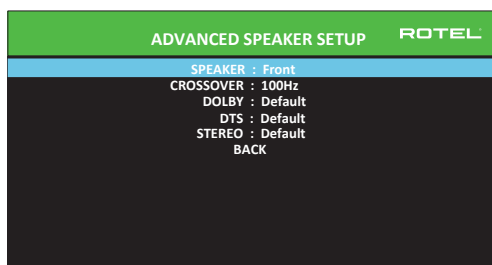 ADVANCED SPEAKER SETUP
ROTEL
SPEAKER : Front
CROSSOVER : 100Hz
DOLBY : Default
DTS : Default
STEREO : Default
BACK